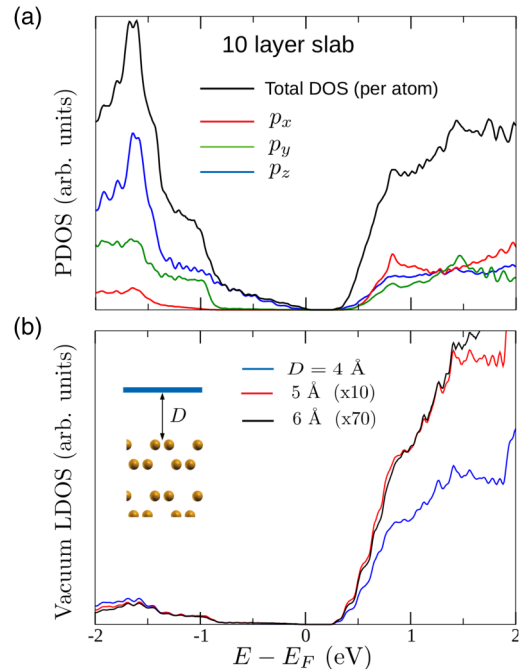 (a)
10 layer slab
Total DOS (per atom)
p_x
p_y
p_z
PDOS (arb. units)
(b)
D = 4 Å
5 Å (x10)
6 Å (x70)
D
Vacuum LDOS (arb. units)
-2 -1 0 1 2
E − E_F (eV)